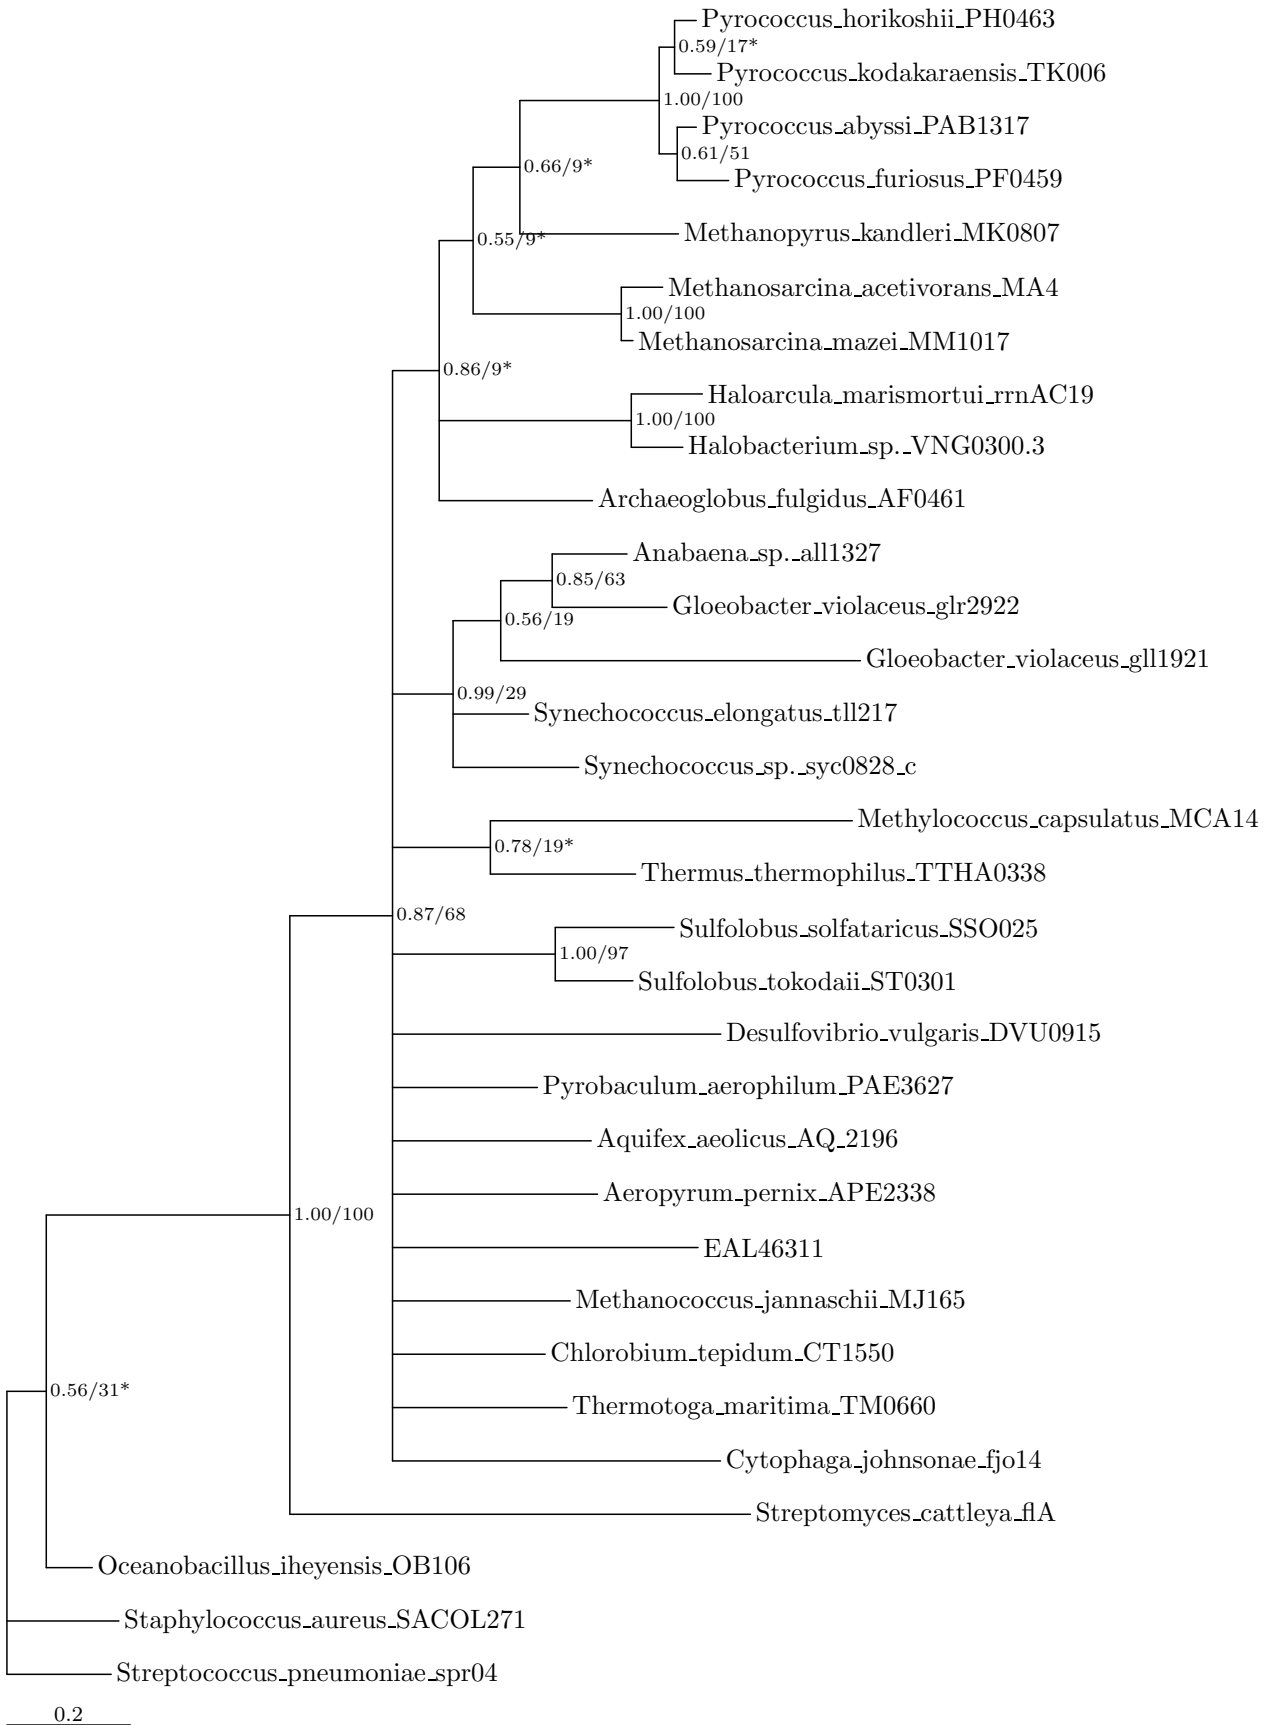 Pyrococcus_horikoshii_PH0463
0.59/17*
Pyrococcus_kodakaraensis_TK006
1.00/100
Pyrococcus_abyssi_PAB1317
0.61/51
0.66/9*
Pyrococcus_furiosus_PF0459
Methanopyrus_kandleri_MK0807
0.55/9*
Methanosarcina_acetivorans_MA4
1.00/100
Methanosarcina_mazei_MM1017
0.86/9*
Haloarcula_marismortui_rrnAC19
1.00/100
Halobacterium_sp._VNG0300.3
Archaeoglobus_fulgidus_AF0461
Anabaena_sp._all1327
0.85/63
Gloeobacter_violaceus_glr2922
0.56/19
Gloeobacter_violaceus_gll1921
0.99/29
Synechococcus_elongatus_tll217
Synechococcus_sp._syc0828_c
Methylococcus_capsulatus_MCA14
0.78/19*
Thermus_thermophilus_TTHA0338
0.87/68
Sulfolobus_solfataricus_SSO025
1.00/97
Sulfolobus_tokodaii_ST0301
Desulfovibrio_vulgaris_DVU0915
Pyrobaculum_aerophilum_PAE3627
Aquifex_aeolicus_AQ_2196
Aeropyrum_pernix_APE2338
1.00/100
EAL46311
Methanococcus_jannaschii_MJ165
Chlorobium_tepidum_CT1550
0.56/31*
Thermotoga_maritima_TM0660
Cytophaga_johnsonae_fjo14
Streptomyces_cattleya_flA
Oceanobacillus_iheyensis_OB106
Staphylococcus_aureus_SACOL271
Streptococcus_pneumoniae_spr04
0.2